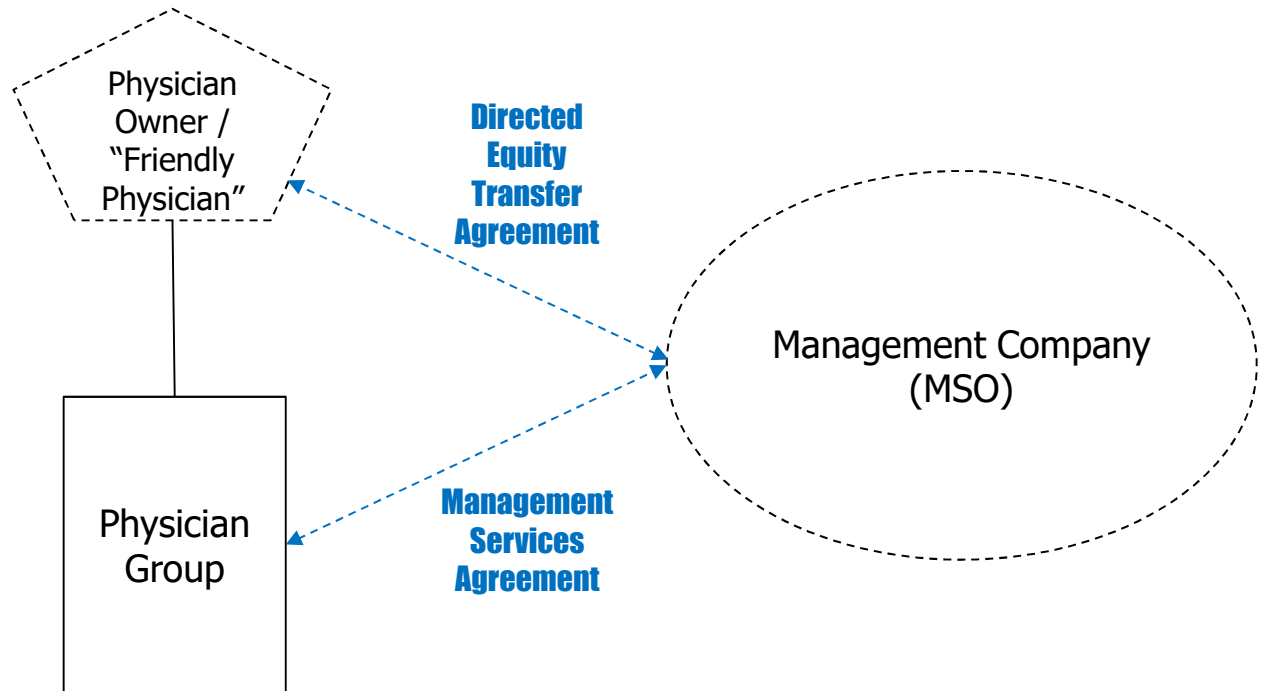 Physician
Owner /
“Friendly
Physician”
Directed
Equity
Transfer
Agreement
Management Company
(MSO)
Physician
Group
Management
Services
Agreement